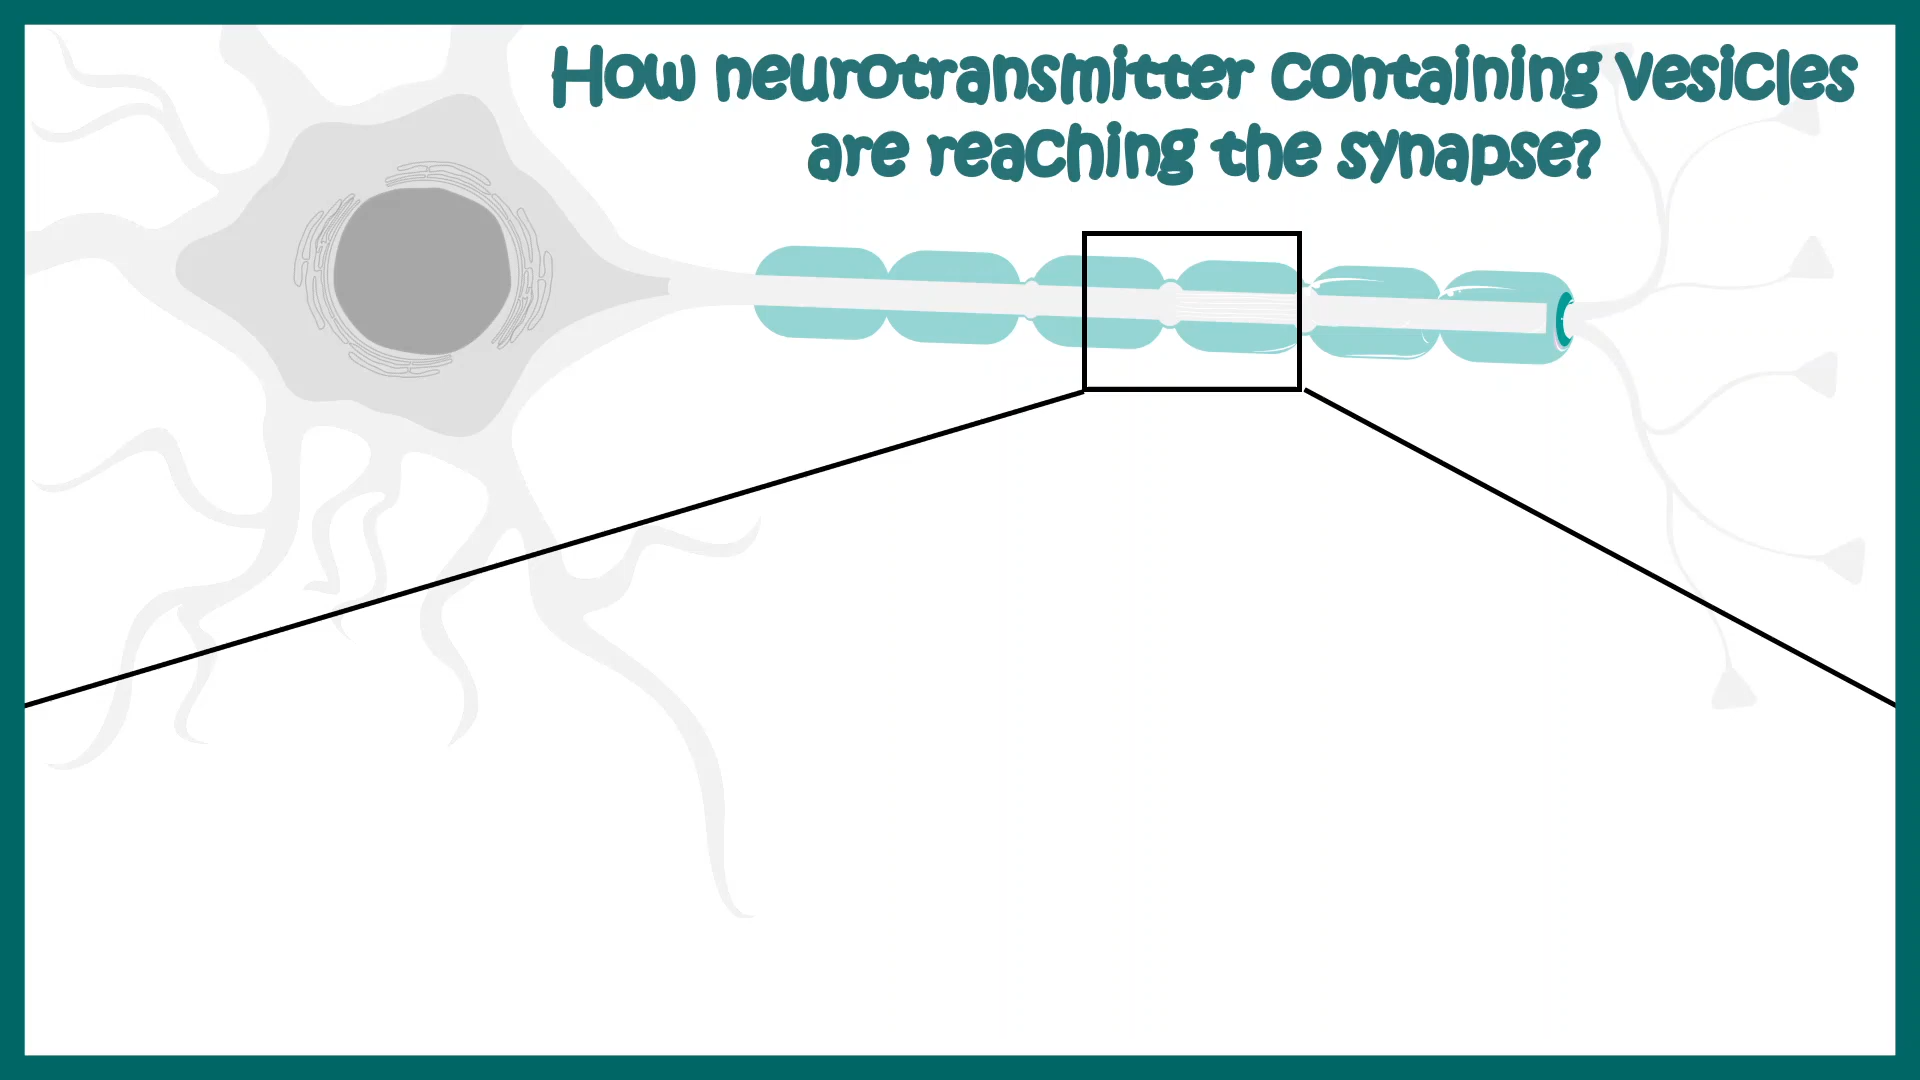 How neurotransmitter containing vesicles
are reaching the synapse?